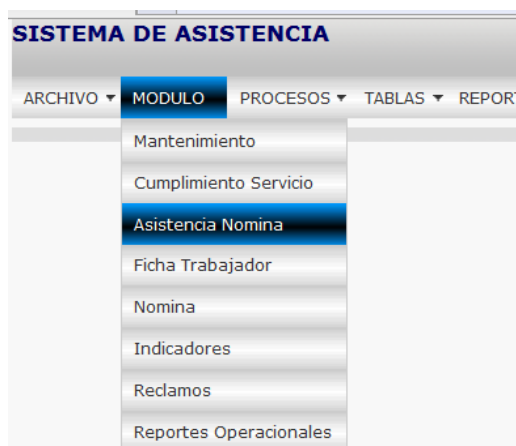 SISTEMA DE ASISTENCIA
ARCHIVO MODULO PROCESOS TABLAS REPORT
Mantenimiento
Cumplimiento Servicio
Asistencia Nomina
Ficha Trabajador
Nomina
Indicadores
Reclamos
Reportes Operacionales